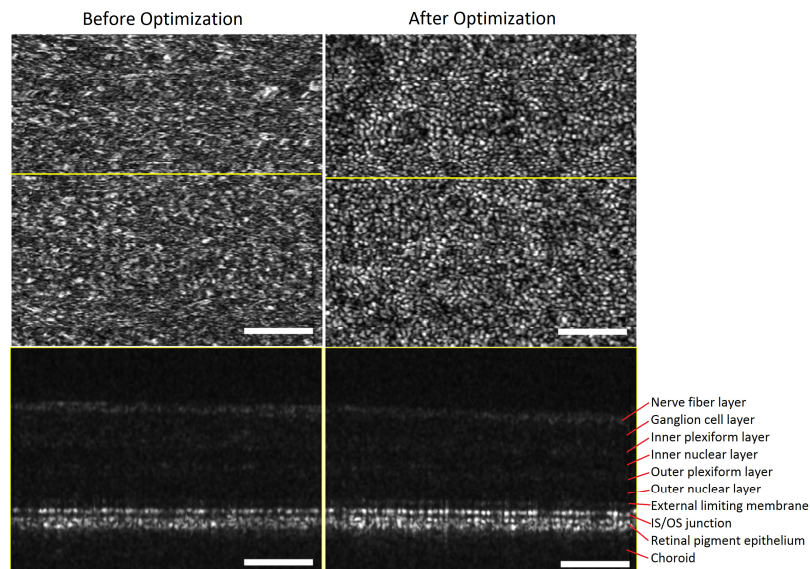 Before Optimization
After Optimization
Nerve fiber layer
Ganglion cell layer
Inner plexiform layer
Inner nuclear layer
Outer plexiform layer
Outer nuclear layer
External limiting membrane
IS/OS junction
Retinal pigment epithelium
Choroid